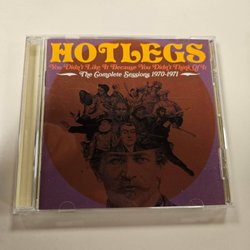 HOTLEGS
You Didn't Like It Because You Didn't Think Of It
The Complete Sessions 1970-1971